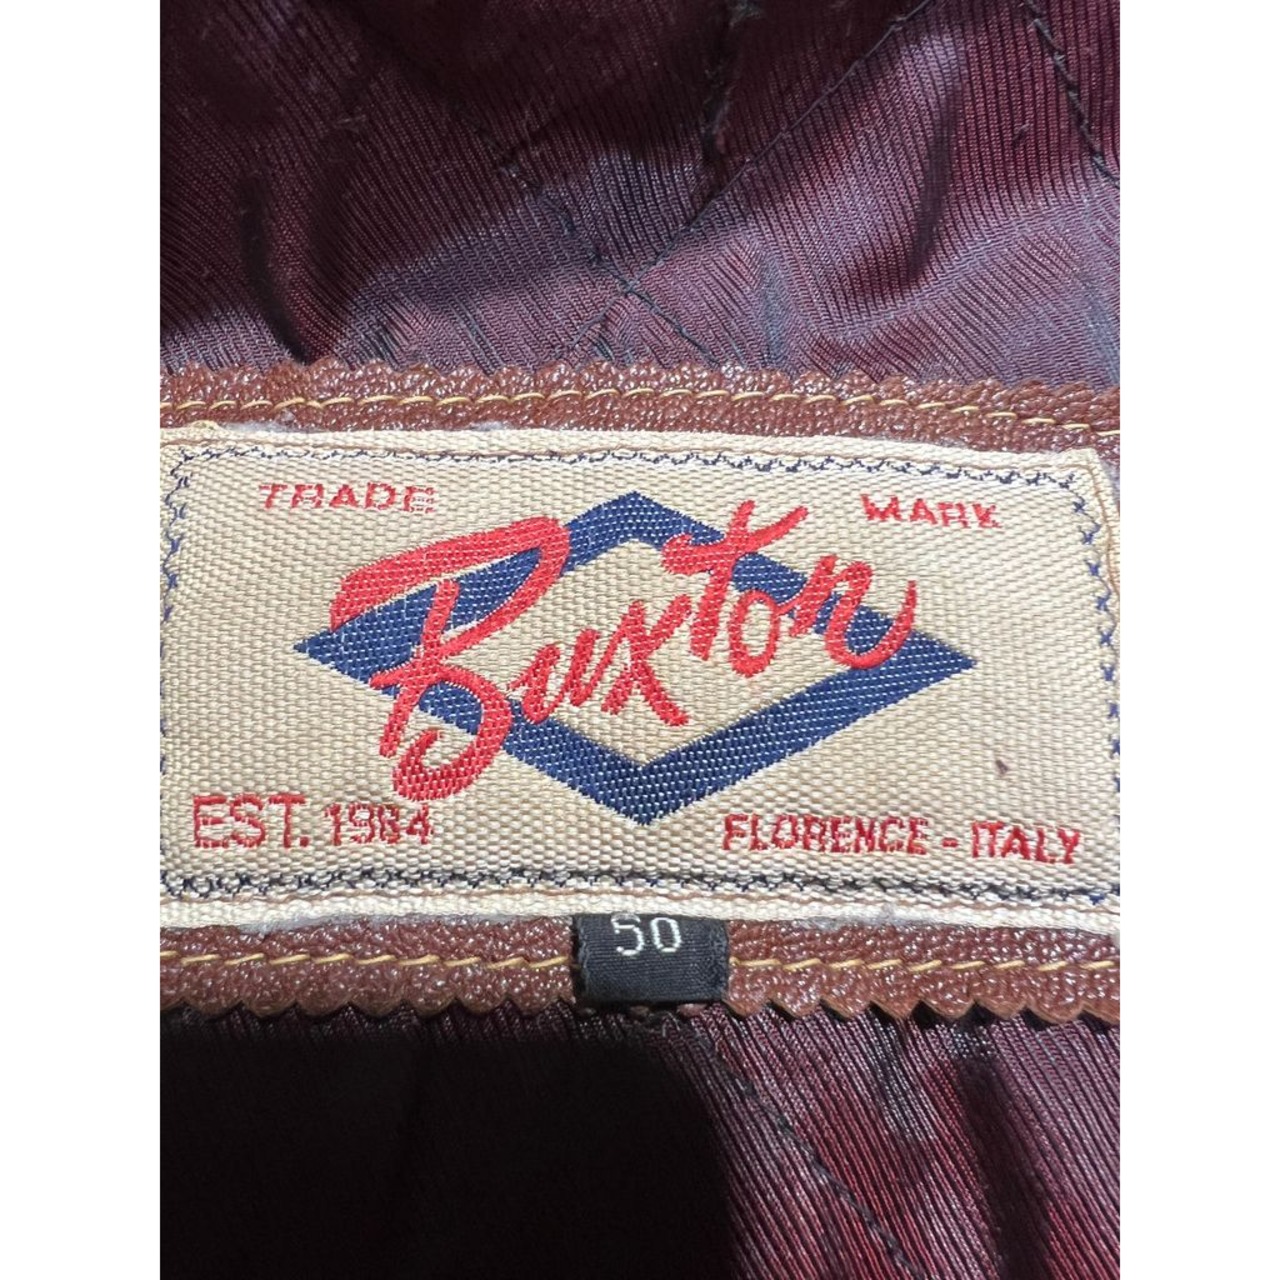 TRADE MARK
Buxton
EST. 1984 FLORENCE - ITALY
50